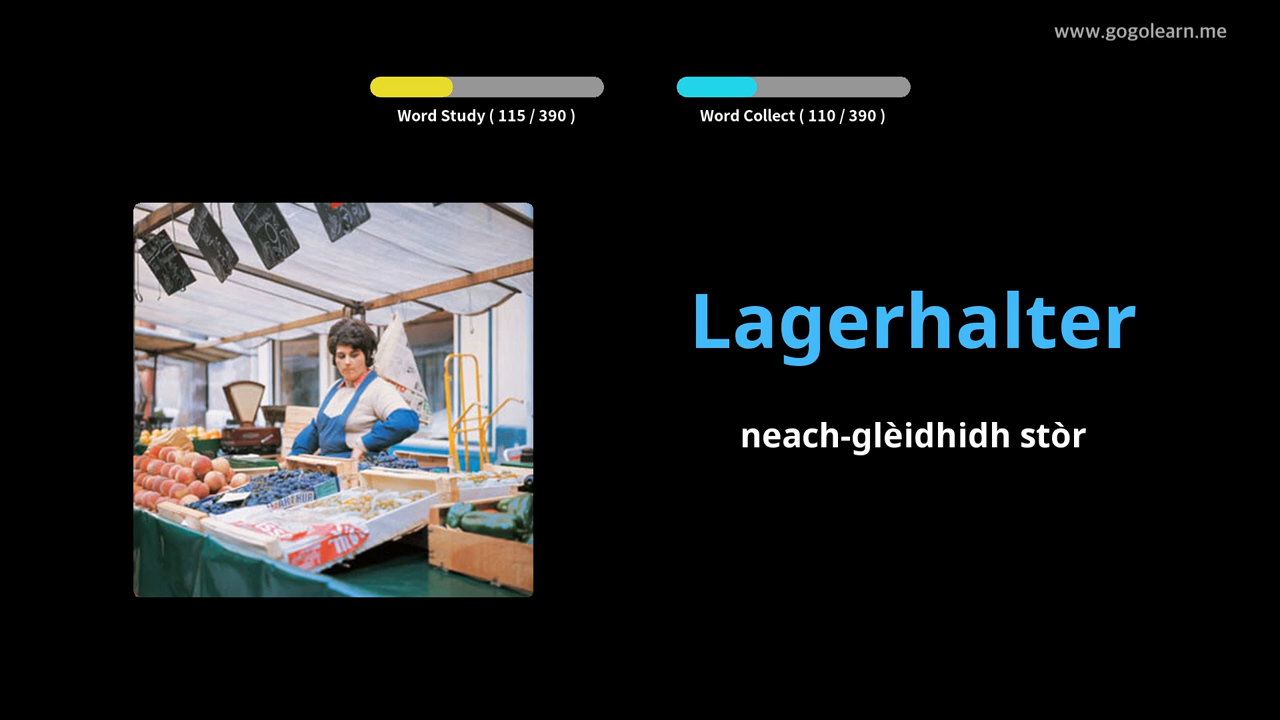 www.gogolearn.me
Word Study ( 115 / 390 )
Word Collect ( 110 / 390 )
Lagerhalter
neach-glèidhidh stòr